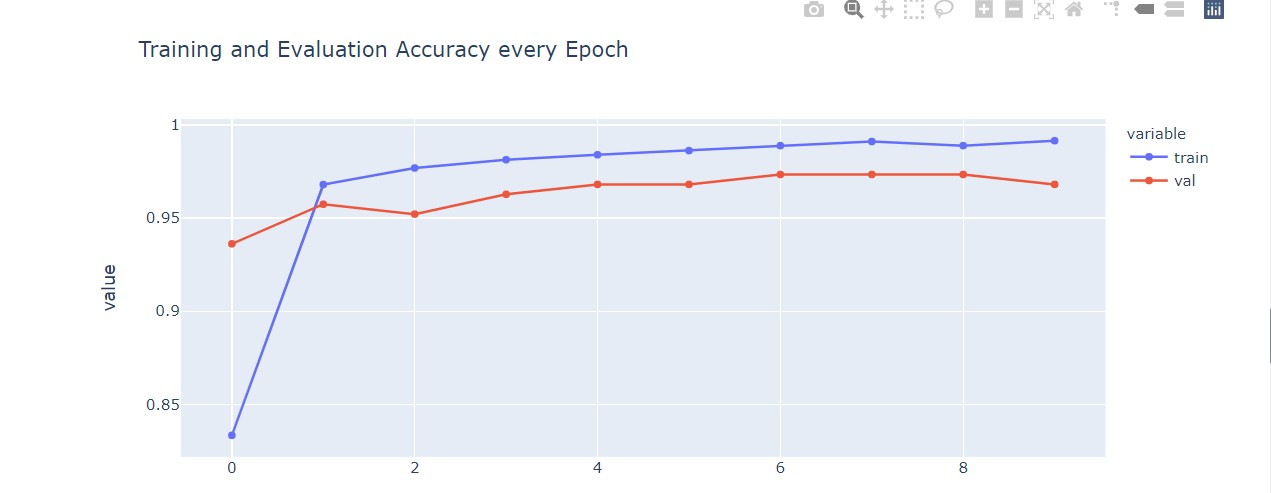 Training and Evaluation Accuracy every Epoch
1
0.95
0.9
0.85
value
0
2
4
6
8
variable
train
val